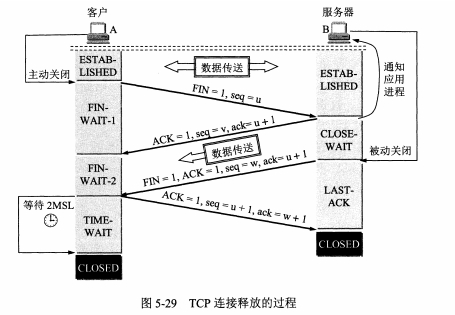 客户
服务器
A
B
ESTAB-
LISHED
数据传送
ESTAB-
LISHED
通知
应用
进程
主动关闭
FIN = 1, seq = u
FIN-
WAIT-1
ACK = 1, seq = v, ack= u + 1
CLOSE-
WAIT
被动关闭
数据传送
FIN-
WAIT-2
FIN = 1, ACK = 1, seq = w, ack= u + 1
LAST-
ACK
等待 2MSL
ACK = 1, seq = u + 1, ack = w + 1
TIME-
WAIT
CLOSED
CLOSED
图 5-29 TCP 连接释放的过程